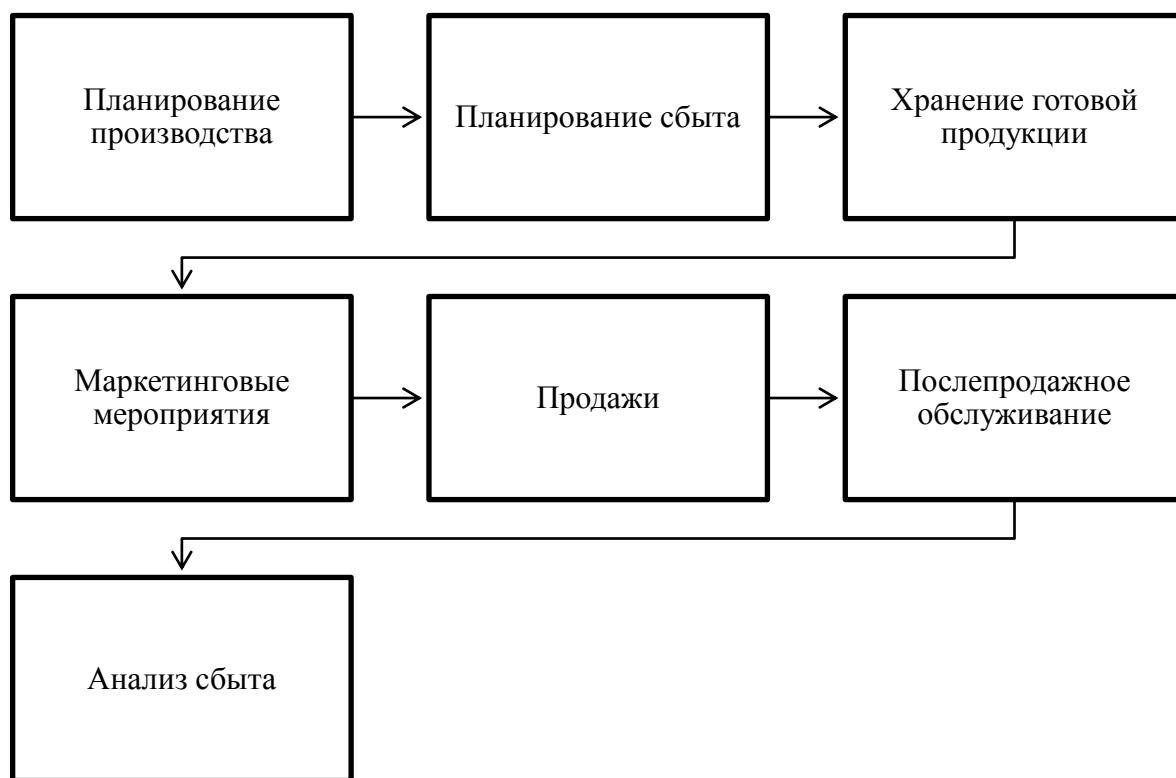 Планирование
производства
Планирование сбыта
Хранение готовой
продукции
Маркетинговые
мероприятия
Продажи
Послепродажное
обслуживание
Анализ сбыта